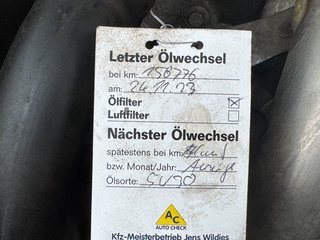 Letzter Ölwechsel
bei km: 158776
am: 24.11.23
Ölfilter
Luftfilter
Nächster Ölwechsel
spätestens bei km:
bzw. Monat/Jahr:
Ölsorte: 5W30
AC
AUTO CHECK
Kfz-Meisterbetrieb Jens Wildies